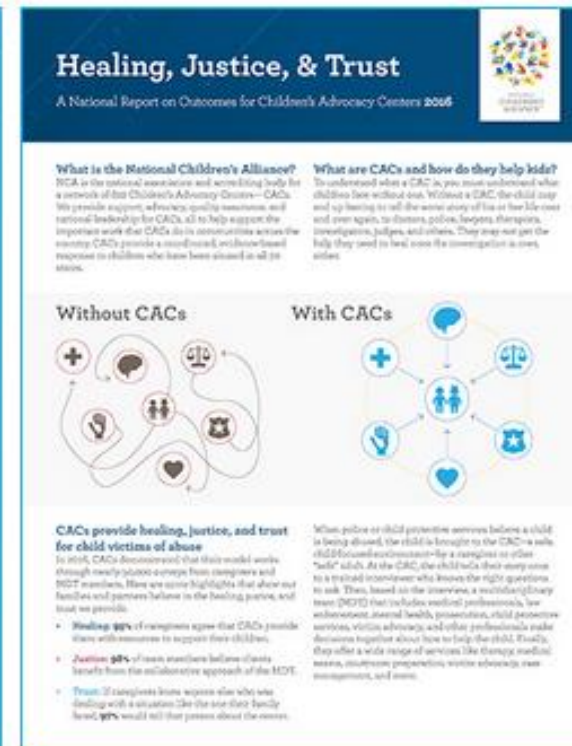 Healing, Justice, & Trust
A National Report on Outcomes for Children's Advocacy Centers 2016
What is the National Children's Alliance?
NCA is the national association and accrediting body for
a network of Children's Advocacy Centers—CACs.
We provide support, advocacy, quality assurance, and
national leadership for CACs, all to help support the
important work that CACs do in communities across the
country. CACs provide a coordinated, evidence-based
response to children who have been abused in all 50
states.
What are CACs and how do they help kids?
To understand what a CAC is, you must understand what
children face without one. Without a CAC, the child may
end up having to tell the worst story of his or her life over
and over again, to doctors, police, lawyers, therapists,
investigators, judges, and others. They may not get the
help they need to heal once the investigation is over,
either.
Without CACs
With CACs
CACs provide healing, justice, and trust
for child victims of abuse
In 2016, CACs demonstrated that their model works
through nearly surveys from caregivers and
MDT members. Here are some highlights that show our
families and partners believe in the healing, justice, and
trust we provide.
Healing: of caregivers agree that CACs provide
them with resources to support their children.
Justice: 98% of team members believe clients
benefit from the collaborative approach of the MDT.
Trust: If caregivers knew anyone else who was
dealing with a situation like the one their family
faced, 97% would tell that person about the center.
When police or child protective services believe a child
is being abused, the child is brought to the CAC—a safe,
child-focused environment—by a caregiver or other
"safe" adult. At the CAC, the child tells their story once
to a trained interviewer who knows the right questions
to ask. Then, based on the interview, a multidisciplinary
team (MDT) that includes medical professionals, law
enforcement, mental health, prosecution, child protective
services, victim advocacy, and other professionals make
decisions together about how to help the child. Finally,
they offer a wide range of services like therapy, medical
exams, courtroom preparation, victim advocacy, case
management, and more.